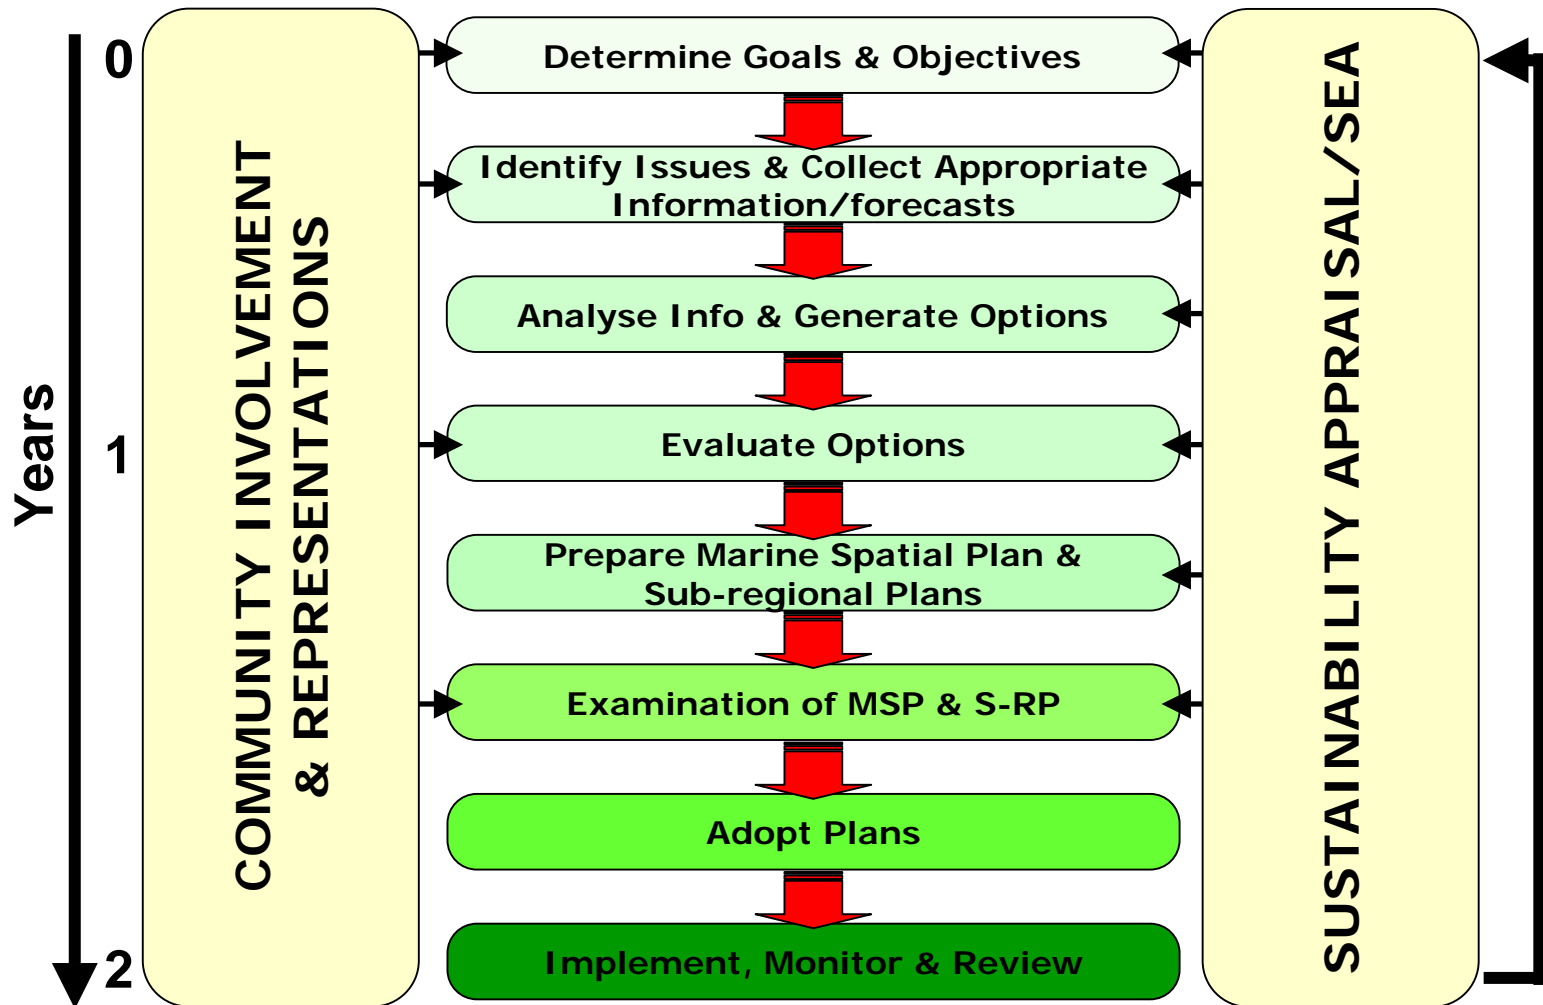 Years
0
1
2
COMMUNITY INVOLVEMENT
& REPRESENTATIONS
Determine Goals & Objectives
Identify Issues & Collect Appropriate
Information/forecasts
Analyse Info & Generate Options
Evaluate Options
Prepare Marine Spatial Plan &
Sub-regional Plans
Examination of MSP & S-RP
Adopt Plans
Implement, Monitor & Review
SUSTAINABILITY APPRAISAL/SEA